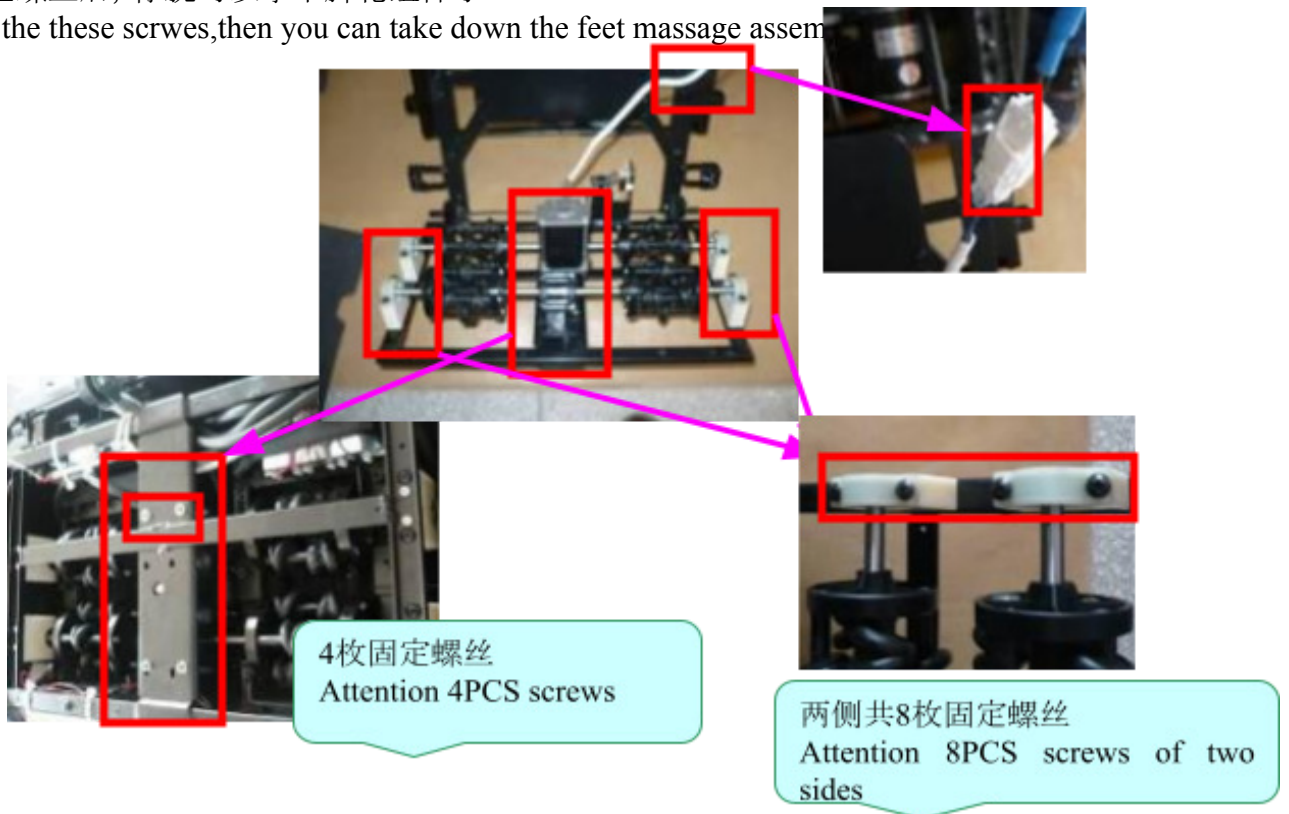 the these scrwes,then you can take down the feet massage assem
4枚固定螺丝
Attention 4PCS screws
两侧共8枚固定螺丝
Attention 8PCS screws of two
sides